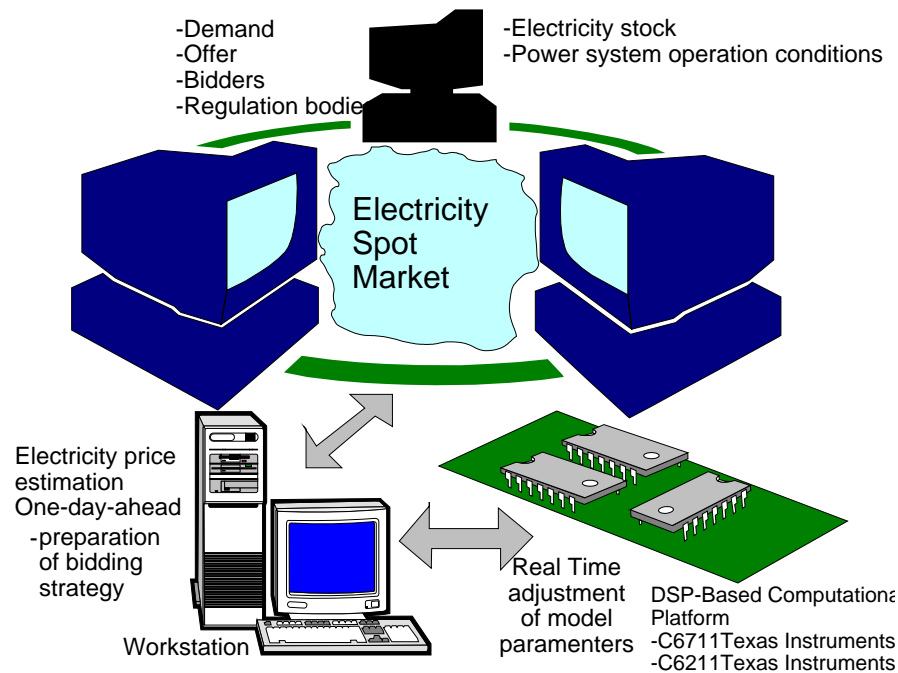 -Demand
-Offer
-Bidders
-Regulation bodie
-Electricity stock
-Power system operation conditions
Electricity
Spot
Market
Electricity price
estimation
One-day-ahead
-preparation
of bidding
strategy
Workstation
Real Time
adjustment
of model
paramenters
DSP-Based Computationa
Platform
-C6711Texas Instruments
-C6211Texas Instruments